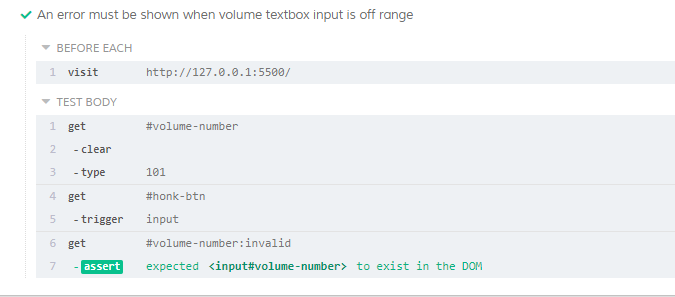 An error must be shown when volume textbox input is off range
BEFORE EACH
1 visit http://127.0.0.1:5500/
TEST BODY
1 get #volume-number
2 -clear
3 -type 101
4 get #honk-btn
5 -trigger input
6 get #volume-number:invalid
7 -assert expected <input#volume-number> to exist in the DOM